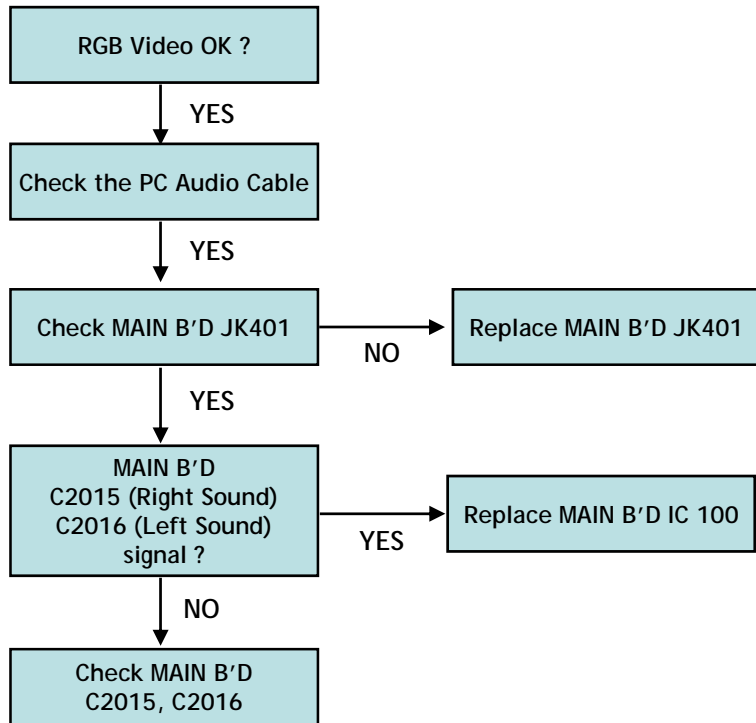 RGB Video OK ?
YES
Check the PC Audio Cable
YES
Check MAIN B’D JK401
NO
Replace MAIN B’D JK401
YES
MAIN B’D
C2015 (Right Sound)
C2016 (Left Sound)
signal ?
YES
Replace MAIN B’D IC 100
NO
Check MAIN B’D
C2015, C2016